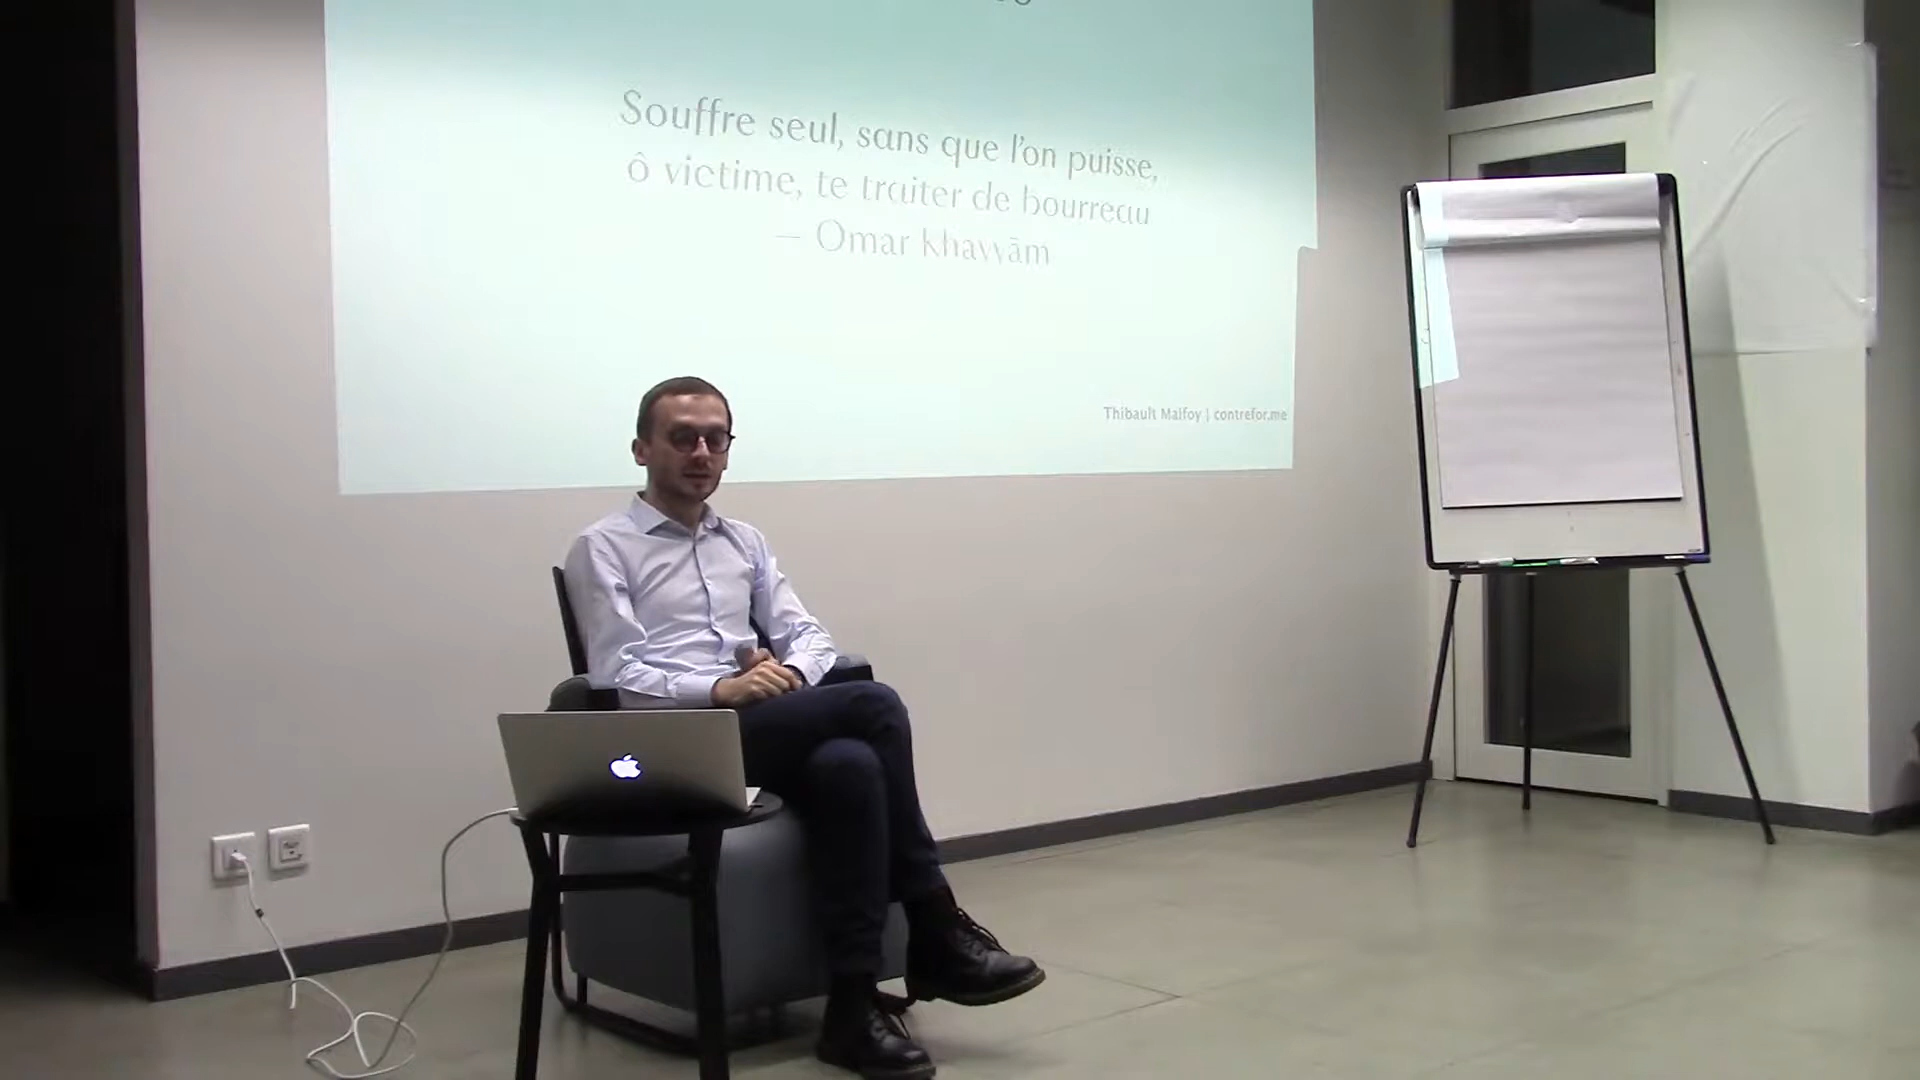 Souffre seul, sans que l'on puisse,
ô victime, te traiter de bourreau
— Omar Khayyām
Thibault Malfoy | contrefor.me